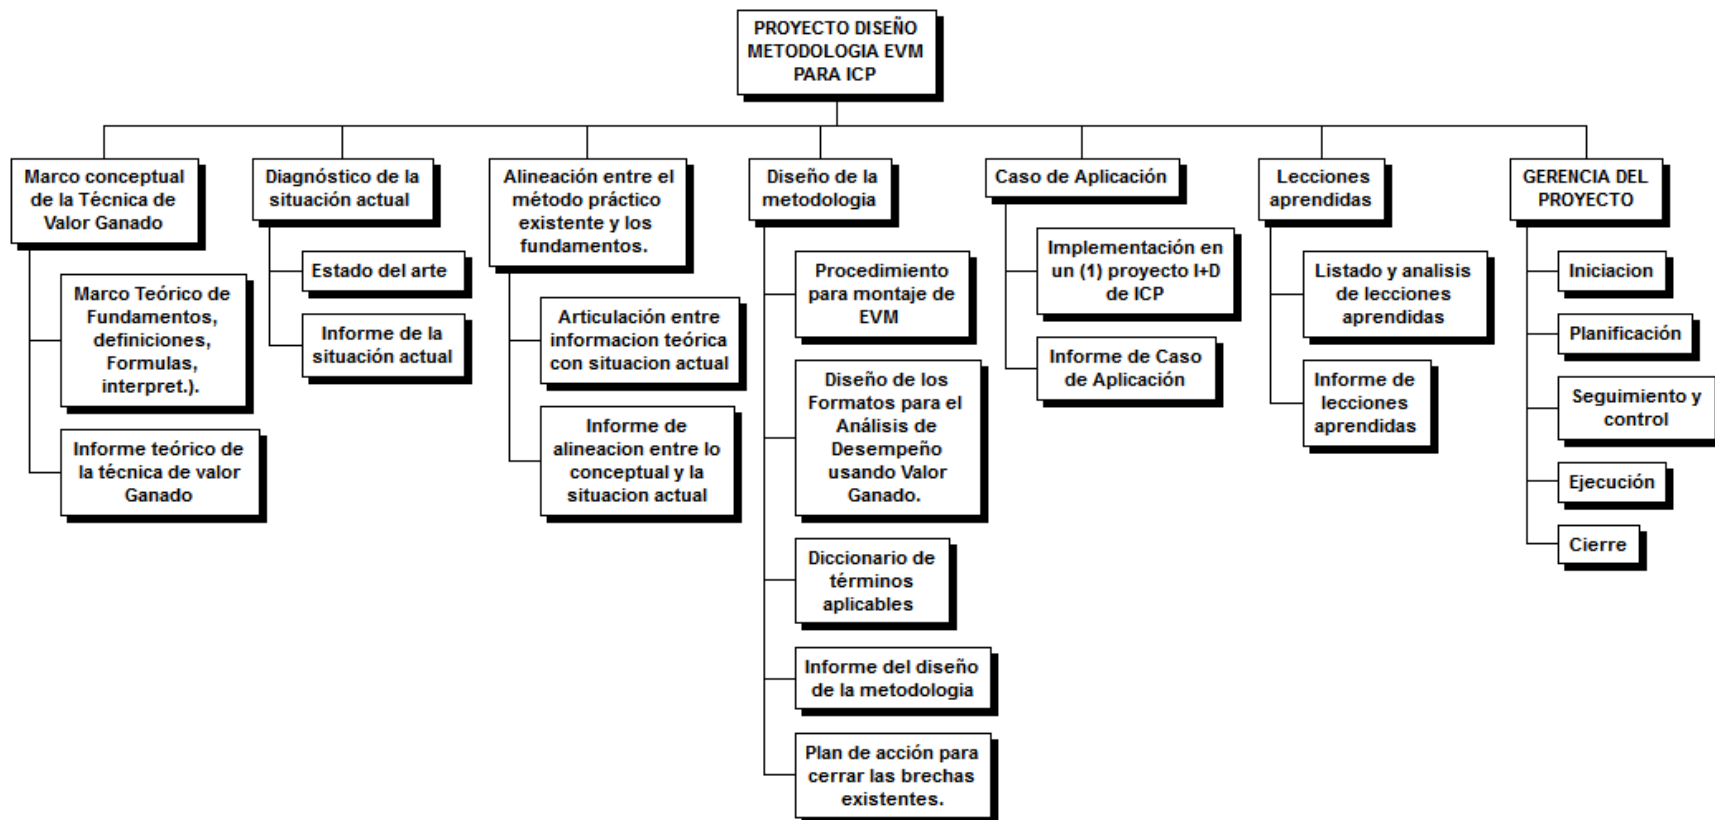 PROYECTO DISEÑO
METODOLOGIA EVM
PARA ICP
Marco conceptual
de la Técnica de
Valor Ganado
Marco Teórico de
Fundamentos,
definiciones,
Formulas,
interpret.).
Informe teórico de
la técnica de valor
Ganado
Diagnóstico de la
situación actual
Estado del arte
Informe de la
situación actual
Alineación entre el
método práctico
existente y los
fundamentos.
Articulación entre
informacion teórica
con situacion actual
Informe de
alineacion entre lo
conceptual y la
situacion actual
Diseño de la
metodologia
Procedimiento
para montaje de
EVM
Diseño de los
Formatos para el
Análisis de
Desempeño
usando Valor
Ganado.
Diccionario de
términos
aplicables
Informe del diseño
de la metodologia
Plan de acción para
cerrar las brechas
existentes.
Caso de Aplicación
Implementación en
un (1) proyecto I+D
de ICP
Informe de Caso
de Aplicación
Lecciones
aprendidas
Listado y analisis
de lecciones
aprendidas
Informe de
lecciones
aprendidas
GERENCIA DEL
PROYECTO
Iniciacion
Planificación
Seguimiento y
control
Ejecución
Cierre